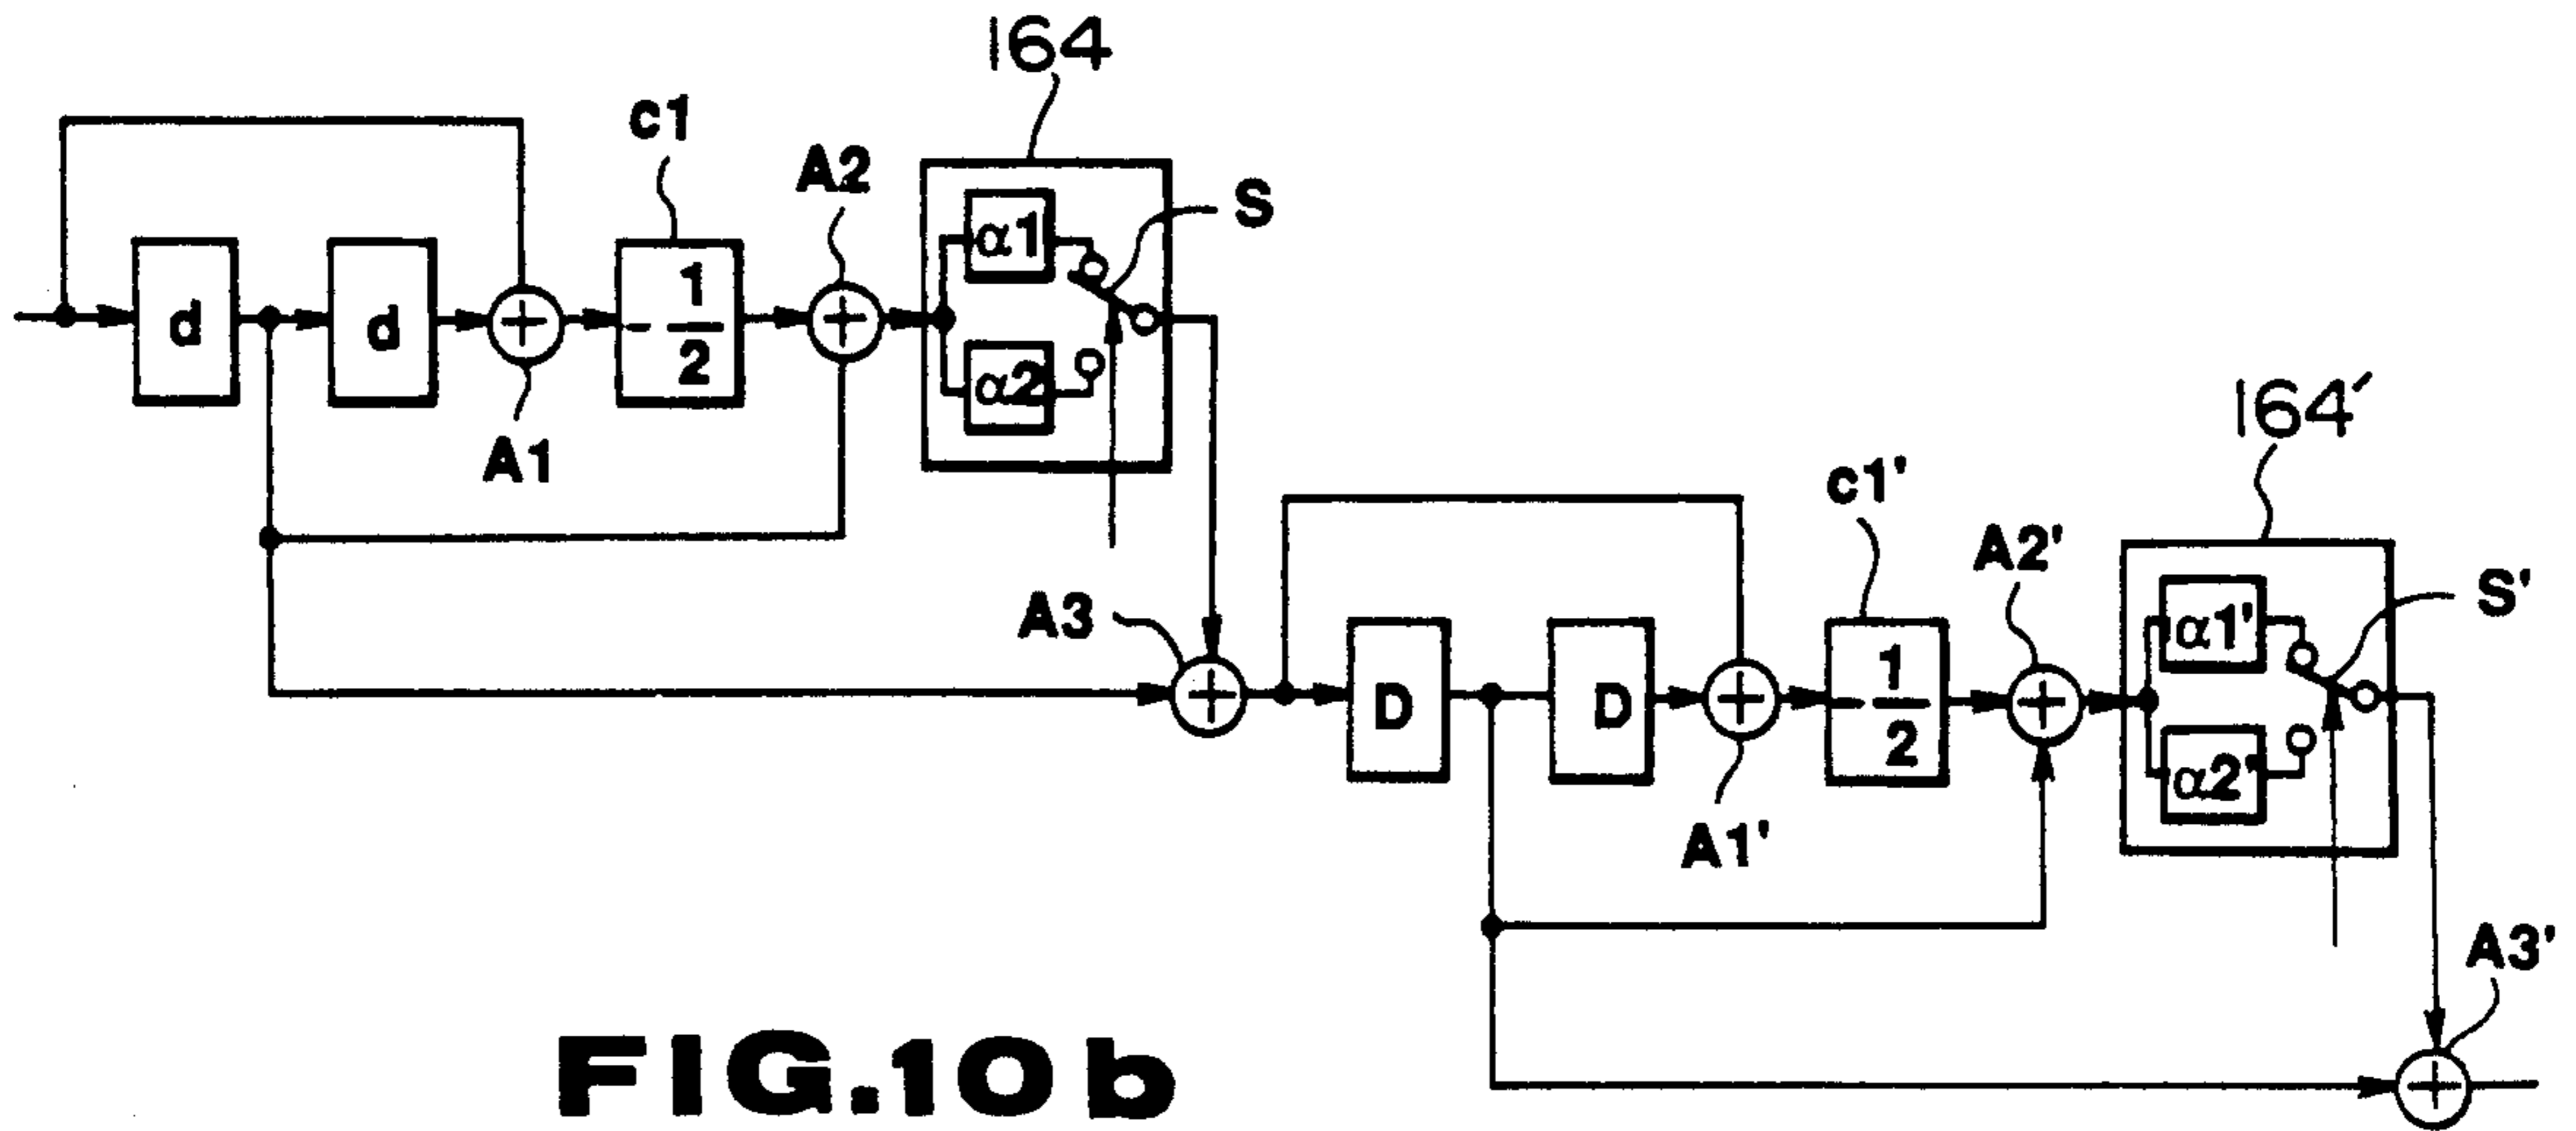 164
c1
A2
S
α1
d
d
+
- 1/2
+
α2
A1
164′
c1'
A2'
S'
A3
α1'
+
D
D
+
- 1/2
+
α2'
A1'
A3'
+
FIG.10b